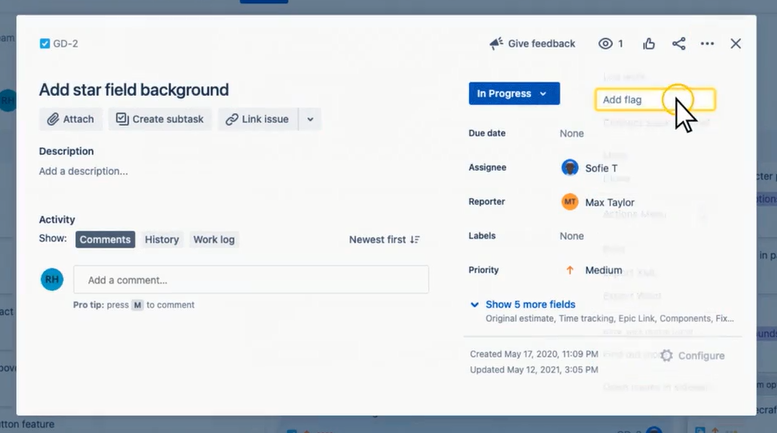 GD-2
Give feedback
1
Add star field background
In Progress
Add flag
Attach
Create subtask
Link issue
Due date
None
Description
Add a description...
Assignee
Sofie T
Reporter
MT
Max Taylor
Activity
Labels
None
Show:
Comments
History
Work log
Newest first
Priority
Medium
RH
Add a comment...
Pro tip: press M to comment
Show 5 more fields
Original estimate, Time tracking, Epic Link, Components, Fix...
Created May 17, 2020, 11:09 PM
Configure
Updated May 12, 2021, 3:05 PM